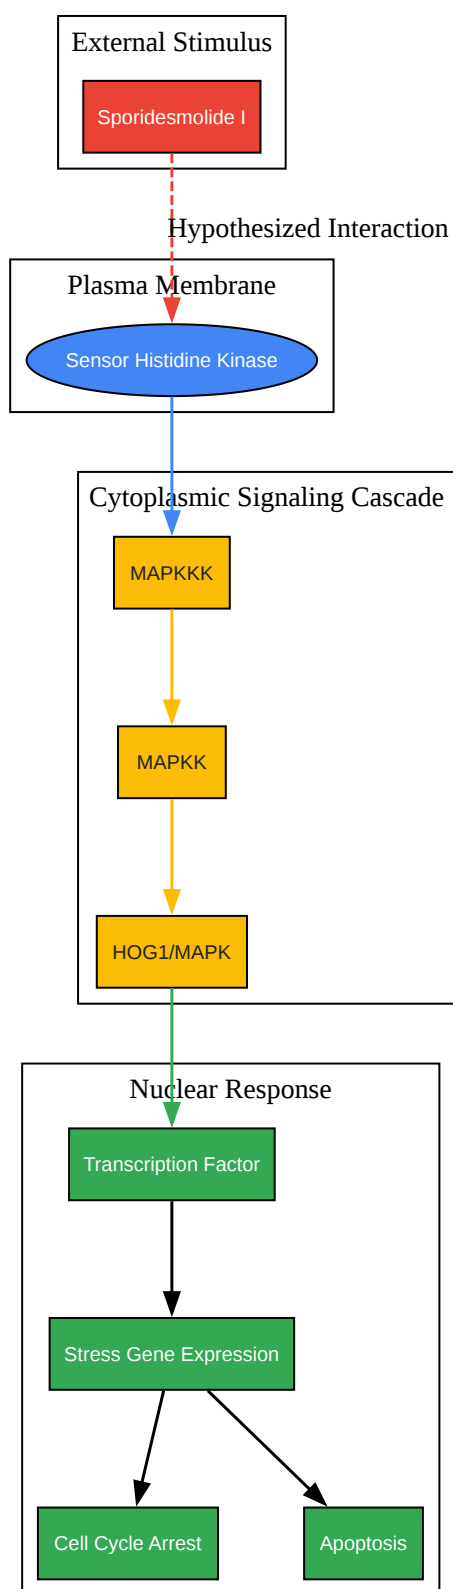 External Stimulus
Sporidesmolide I
Hypothesized Interaction
Plasma Membrane
Sensor Histidine Kinase
Cytoplasmic Signaling Cascade
MAPKKK
MAPKK
HOG1/MAPK
Nuclear Response
Transcription Factor
Stress Gene Expression
Cell Cycle Arrest
Apoptosis